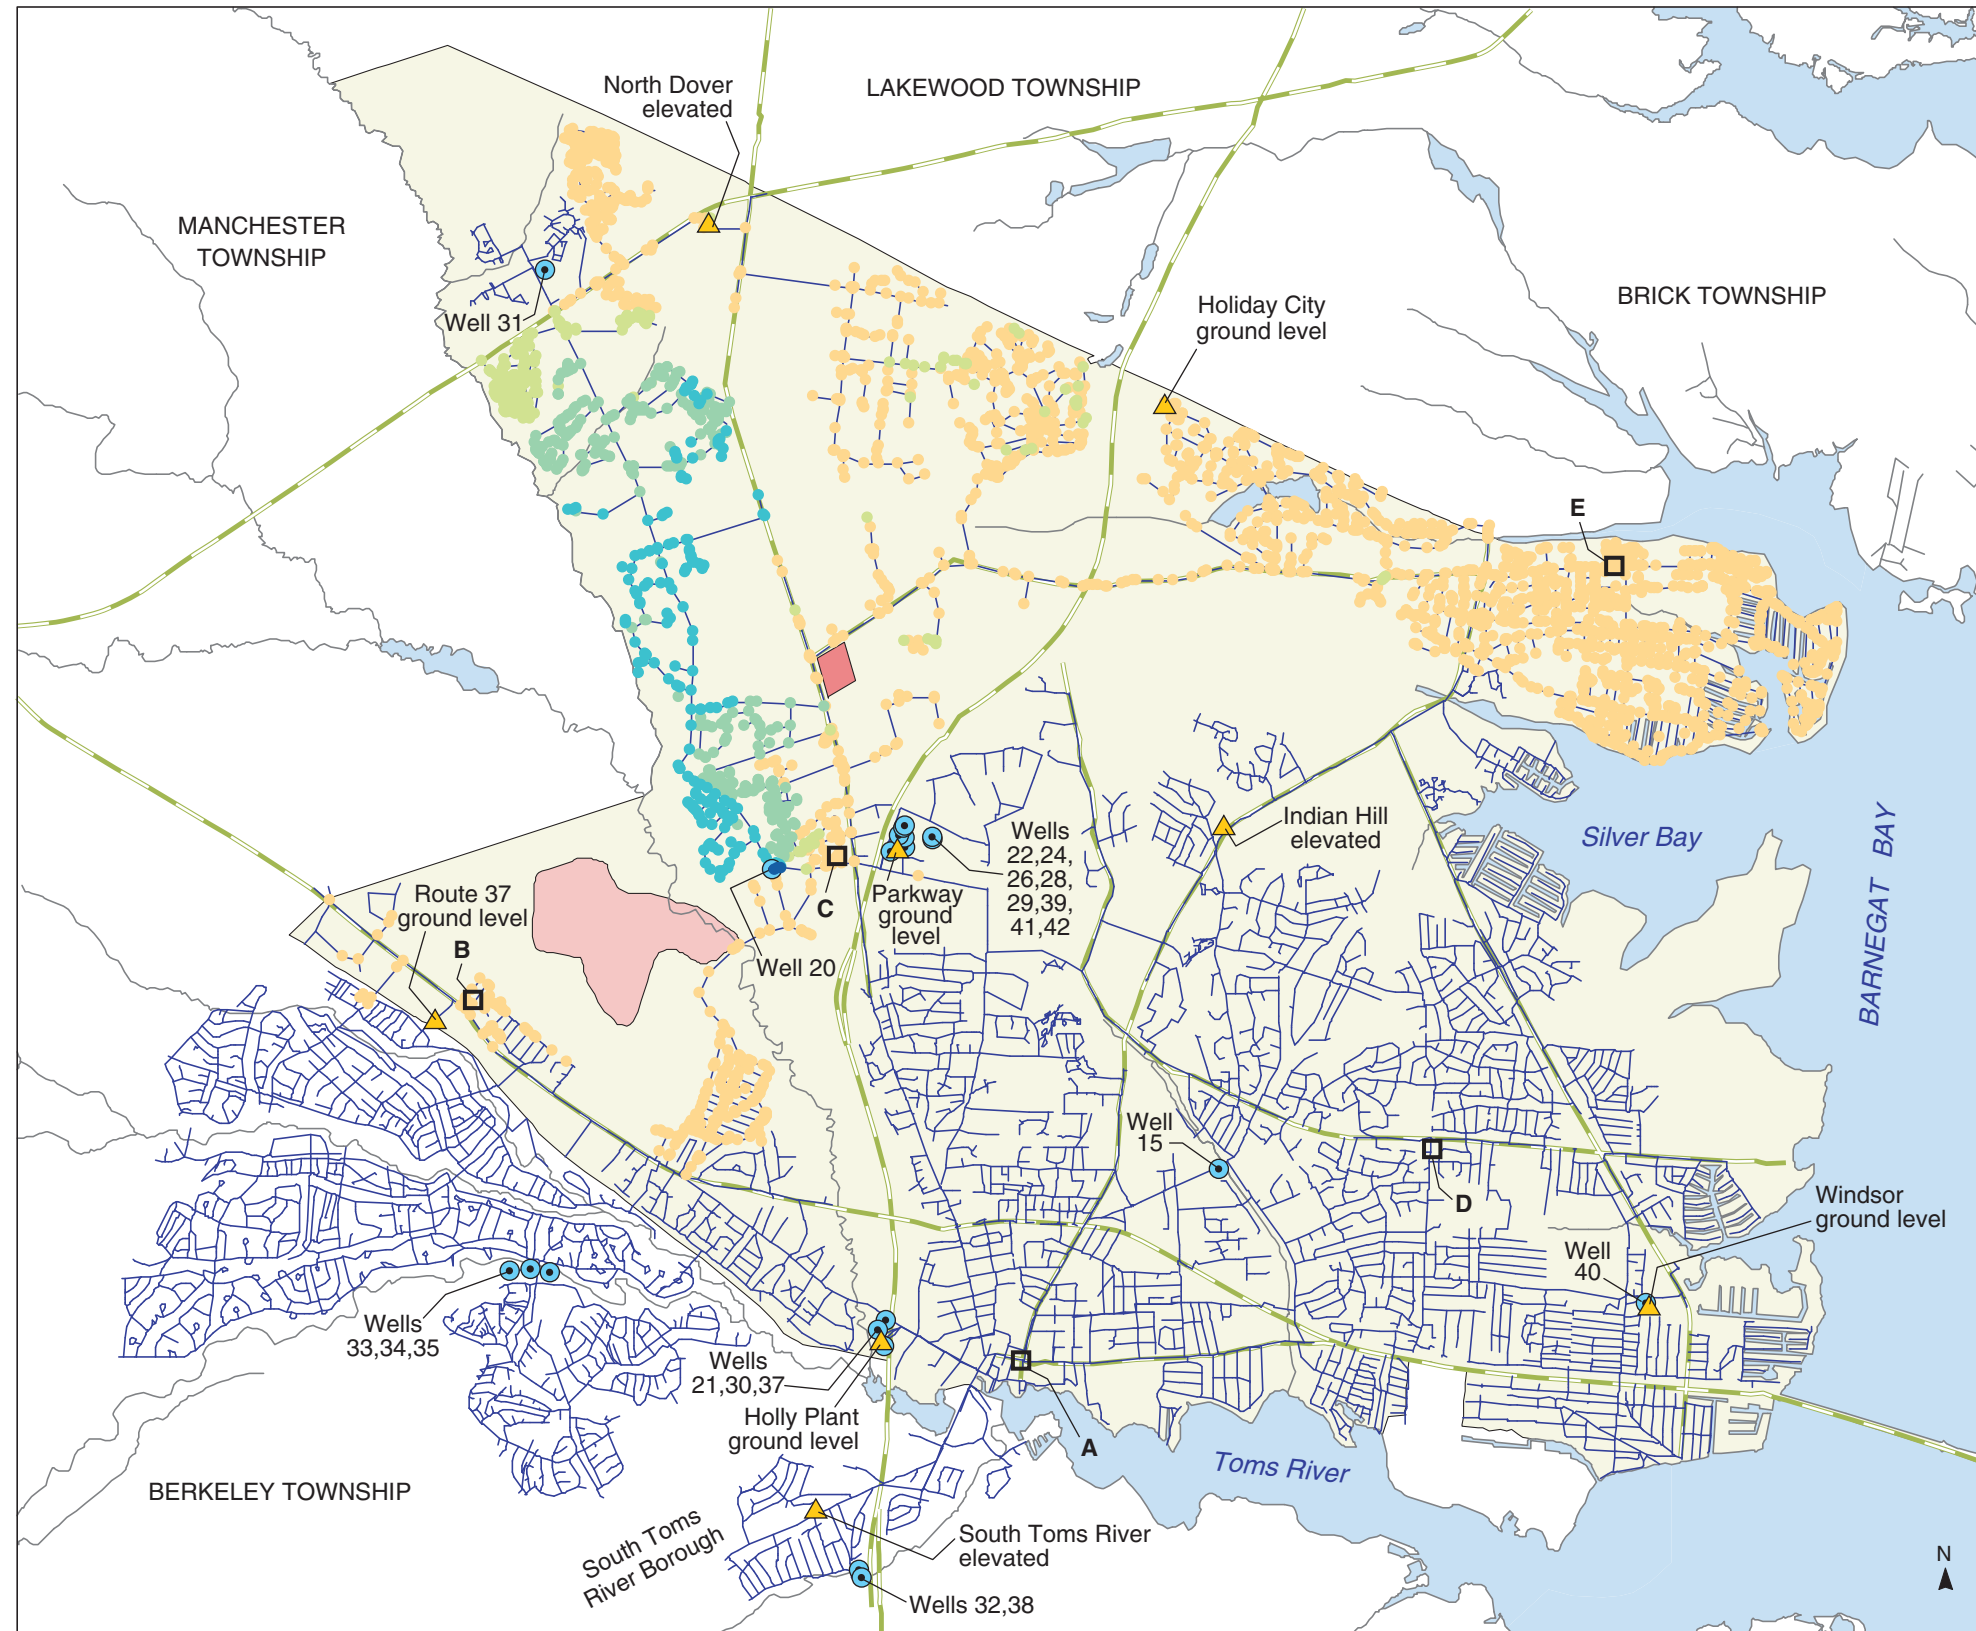 North Dover
elevated
LAKEWOOD TOWNSHIP
MANCHESTER
TOWNSHIP
Well 31
Holiday City
ground level
BRICK TOWNSHIP
E
Indian Hill
elevated
Silver Bay
BARNEGAT BAY
Wells
22,24,
26,28,
29,39,
41,42
Parkway
ground
level
C
Well 20
Route 37
ground level
B
Well
15
D
Windsor
ground level
Well
40
Wells
33,34,35
Wells
21,30,37
Holly Plant
ground level
A
Toms River
BERKELEY TOWNSHIP
South Toms
River Borough
South Toms River
elevated
Wells 32,38
N